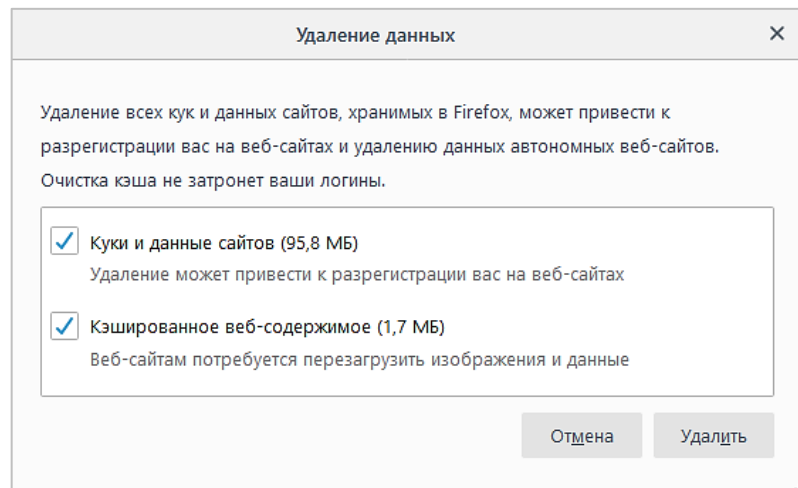 Удаление данных
Удаление всех кук и данных сайтов, хранимых в Firefox, может привести к
разрегистрации вас на веб-сайтах и удалению данных автономных веб-сайтов.
Очистка кэша не затронет ваши логины.
Куки и данные сайтов (95,8 МБ)
Удаление может привести к разрегистрации вас на веб-сайтах
Кэшированное веб-содержимое (1,7 МБ)
Веб-сайтам потребуется перезагрузить изображения и данные
Отмена Удалить